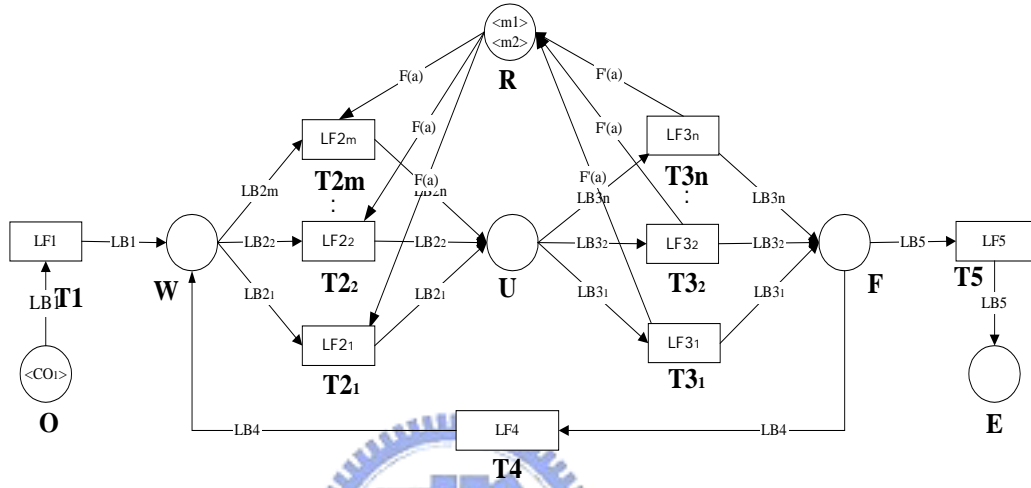 <m1>
<m2>
R
F(a)
F'(a)
F(a)
F'(a)
LF2m
T2m
⋮
LF3n
T3n
⋮
F(a)
F'(a)
LB2m
LB2n
LB3n
LB3n
LF1
LB1
W
LB22
LF22
T22
LB22
U
LB32
LF32
T32
LB32
F
LB5
LF5
T5
LB1
T1
LB21
LB21
LB31
LB31
LB5
LF21
T21
LF31
T31
<CO1>
O
E
LB4
LF4
LB4
T4